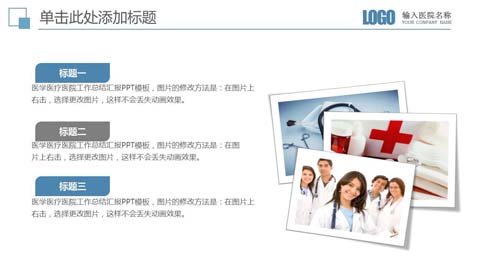 单击此处添加标题
LOGO 输入医院名称
YOUR COMPANY NAME
标题一
医学医疗医院工作总结汇报PPT模板，图片的修改方法是：在图片上
右击，选择更改图片，这样不会丢失动画效果。
标题二
医学医疗医院工作总结汇报PPT模板，图片的修改方法是：在图
片上右击，选择更改图片，这样不会丢失动画效果。
标题三
医学医疗医院工作总结汇报PPT模板，图片的修改方法是：在图片上
右击，选择更改图片，这样不会丢失动画效果。